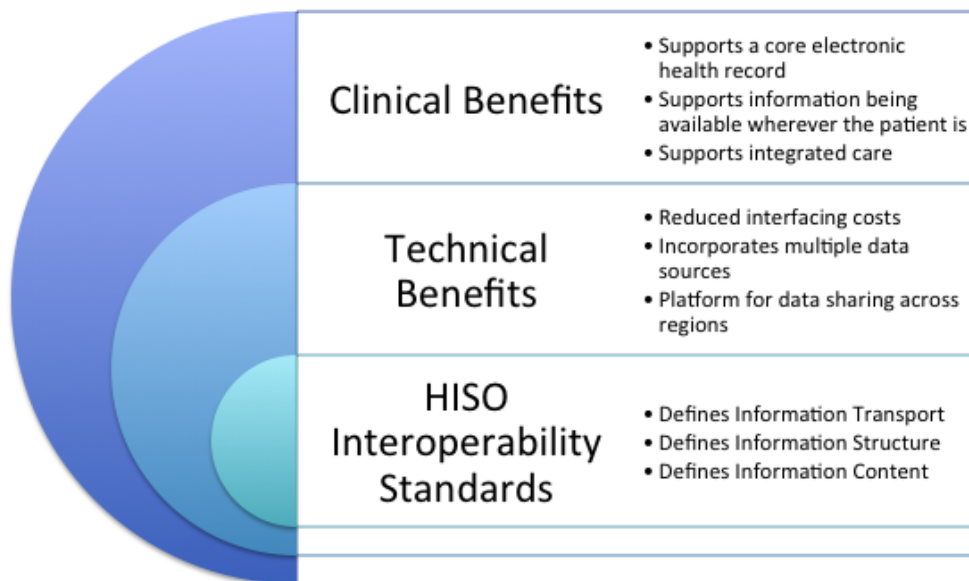 Clinical Benefits
• Supports a core electronic
health record
• Supports information being
available wherever the patient is
• Supports integrated care
Technical
Benefits
• Reduced interfacing costs
• Incorporates multiple data
sources
• Platform for data sharing across
regions
HISO
Interoperability
Standards
• Defines Information Transport
• Defines Information Structure
• Defines Information Content